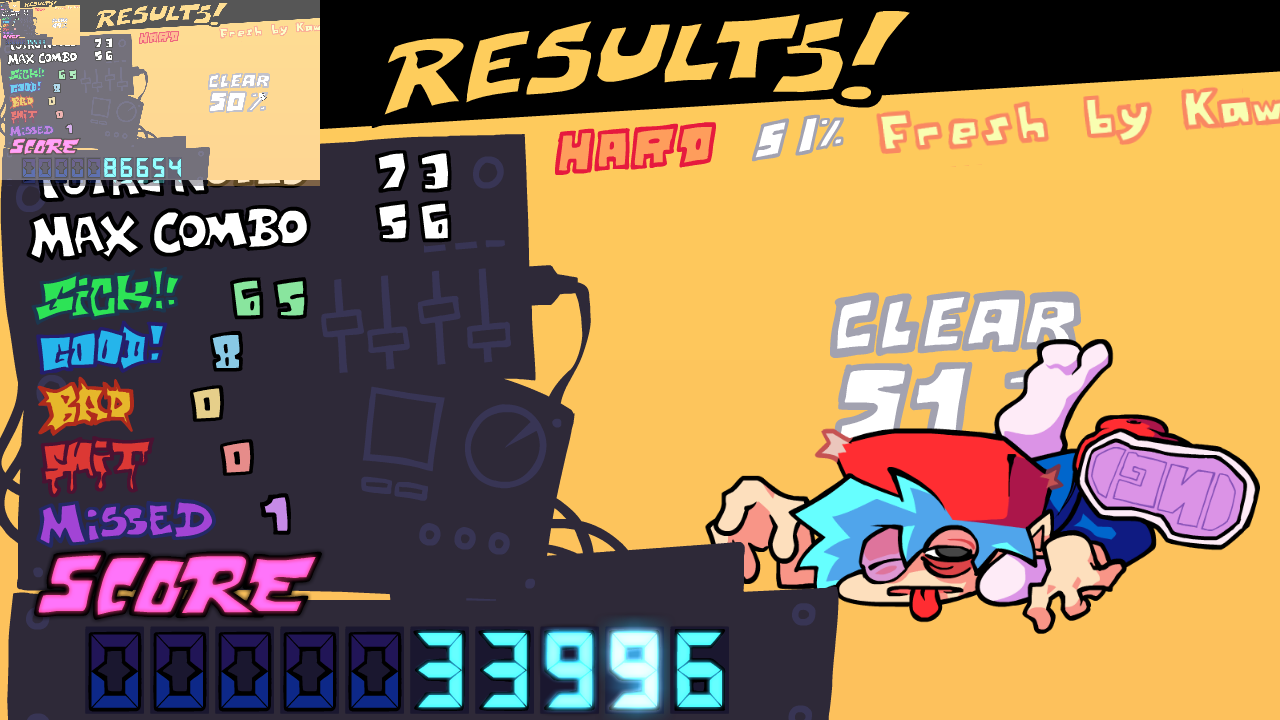 RESULTS!
HARD 51% Fresh by Kaw
73
MAX COMBO 56
SICK!! 65
GOOD! 8
BAD 0
SHIT 0
MISSED 1
SCORE
0000033996
CLEAR
51
RESULTS!
HARD Fresh by Kaw
73
MAX COMBO 56
SICK!! 65
GOOD! 8
BAD 0
SHIT 0
MISSED 1
SCORE
0000086654
CLEAR
50%